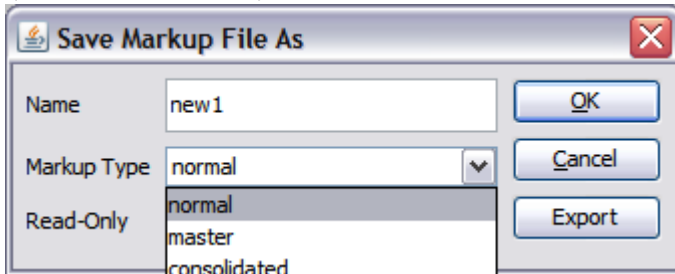 Save Markup File As
Name new1 OK
Markup Type normal Cancel
normal
Read-Only Export
master
consolidated